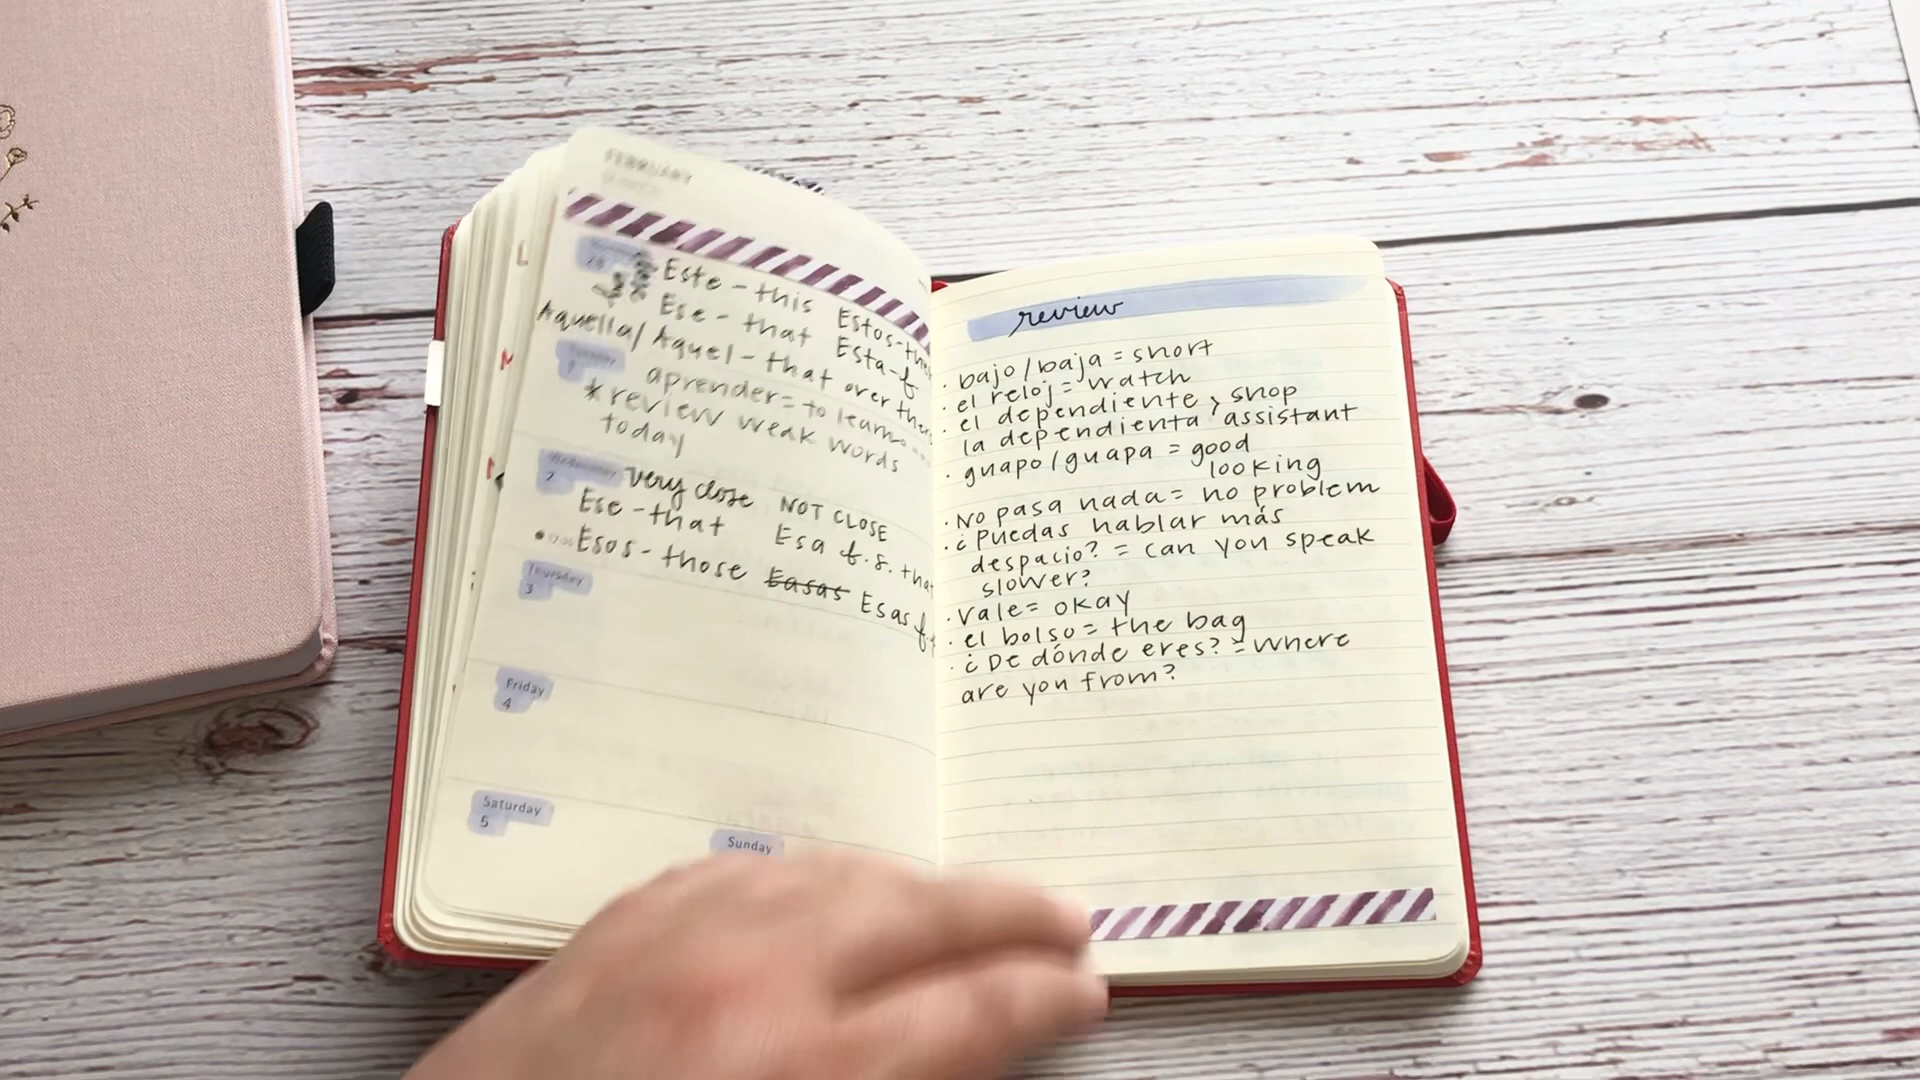 FEBRUARY
Este - this Estos-
Ese - that Esta-f
Aquella/Aquel - that over
aprender = to learn
*review weak words
today
Wednesday
2
very close NOT CLOSE
Ese - that Esa f.s.
Esos - those Easas Esas
Thursday
3
Friday
4
Saturday
5
Sunday
review
· bajo/baja = short
· el reloj = watch
· el dependiente > shop
la dependienta assistant
· guapo/guapa = good
looking
· No pasa nada = no problem
· ¿Puedas hablar más
despacio? = can you speak
slower?
· Vale = okay
· el bolso = the bag
· ¿De dónde eres? = Where
are you from?